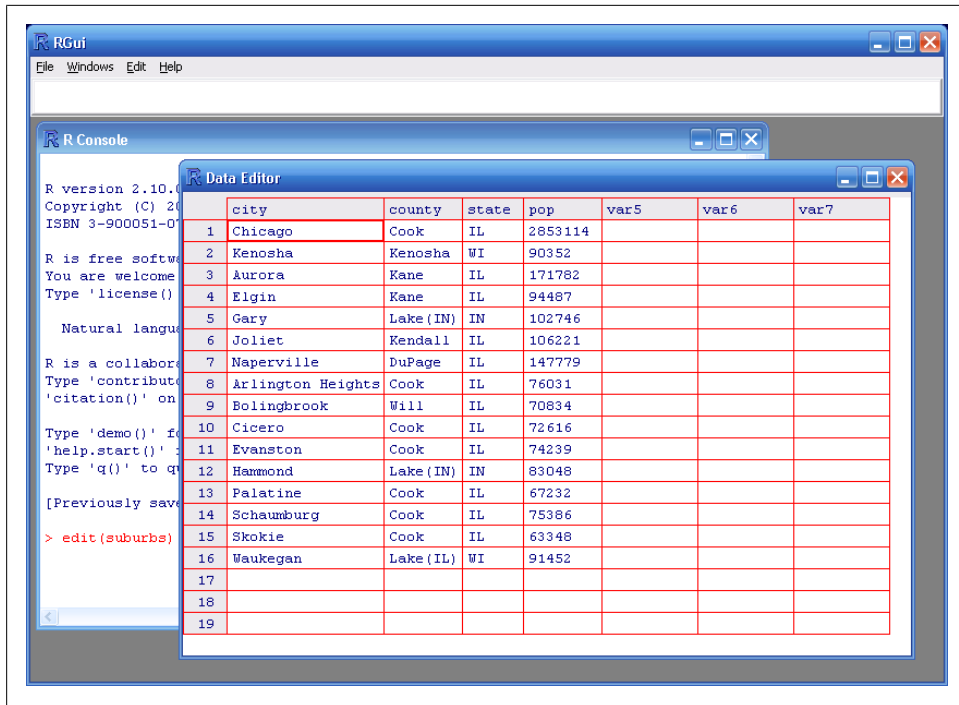 RGui
File Windows Edit Help
R Console
R version 2.10.
Copyright (C) 20
ISBN 3-900051-07
R is free softwa
You are welcome
Type 'license()
Natural langua
R is a collabora
Type 'contributo
'citation()' on
Type 'demo()' fo
'help.start()'
Type 'q()' to qu
[Previously save
> edit(suburbs)
Data Editor
city county state pop var5 var6 var7
1 Chicago Cook IL 2853114
2 Kenosha Kenosha WI 90352
3 Aurora Kane IL 171782
4 Elgin Kane IL 94487
5 Gary Lake(IN) IN 102746
6 Joliet Kendall IL 106221
7 Naperville DuPage IL 147779
8 Arlington Heights Cook IL 76031
9 Bolingbrook Will IL 70834
10 Cicero Cook IL 72616
11 Evanston Cook IL 74239
12 Hammond Lake(IN) IN 83048
13 Palatine Cook IL 67232
14 Schaumburg Cook IL 75386
15 Skokie Cook IL 63348
16 Waukegan Lake(IL) WI 91452
17
18
19